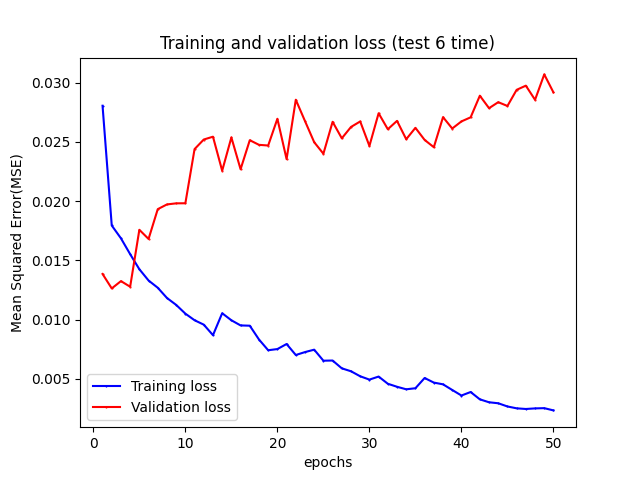 Training and validation loss (test 6 time)
Mean Squared Error(MSE)
0.030
0.025
0.020
0.015
0.010
0.005
Training loss
Validation loss
0 10 20 30 40 50
epochs